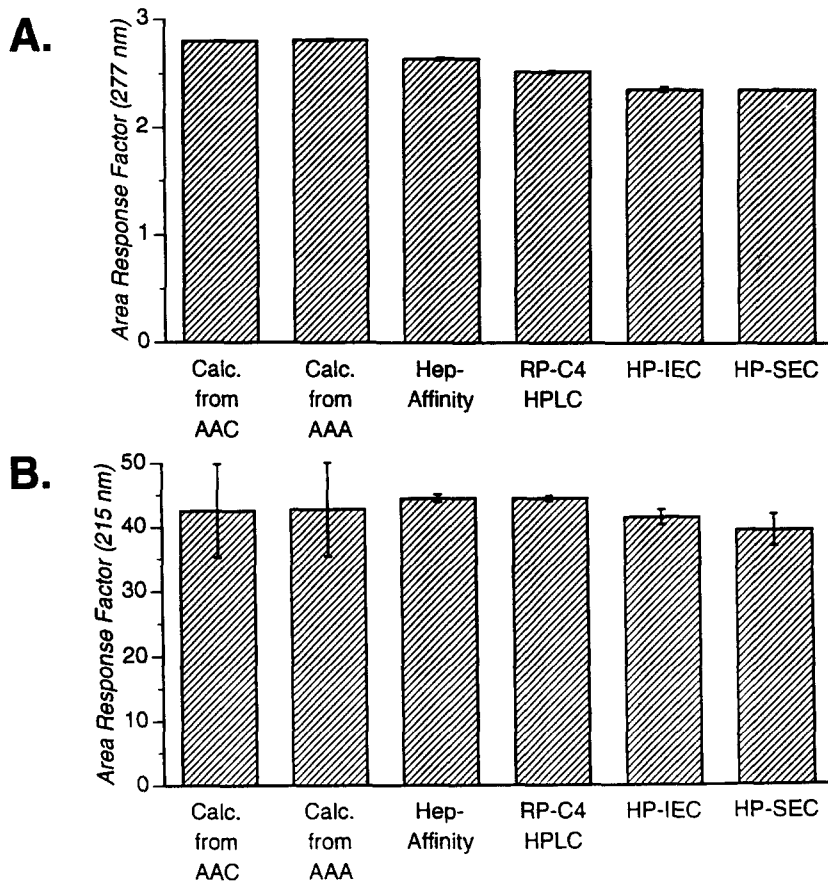 A.
Area Response Factor (277 nm)
3
2
1
0
Calc. from AAC
Calc. from AAA
Hep-Affinity
RP-C4 HPLC
HP-IEC
HP-SEC
B.
Area Response Factor (215 nm)
50
40
30
20
10
0
Calc. from AAC
Calc. from AAA
Hep-Affinity
RP-C4 HPLC
HP-IEC
HP-SEC